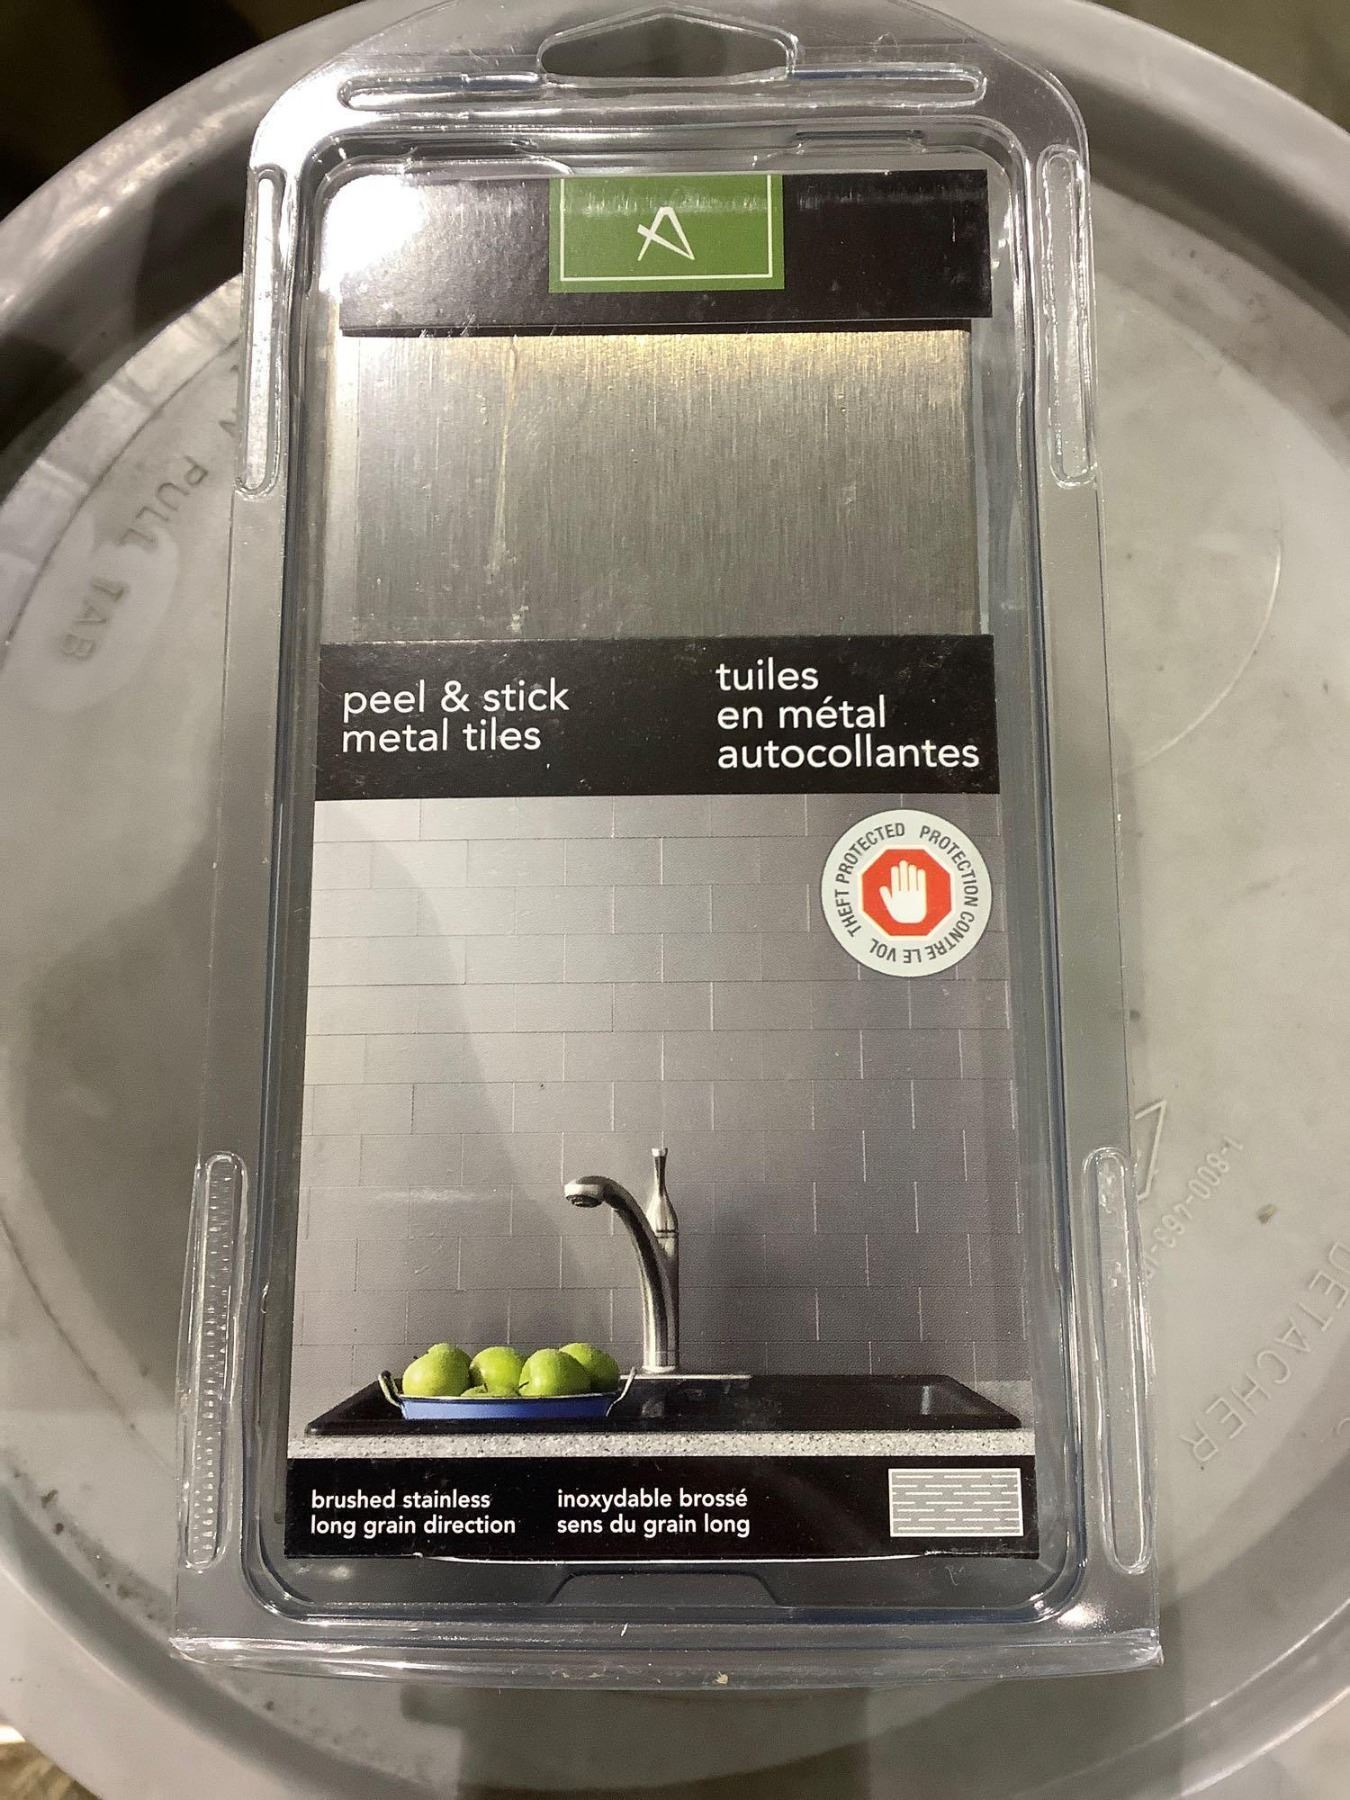 peel & stick
metal tiles
tuiles
en métal
autocollantes
THEFT PROTECTED PROTECTION CONTRE LE VOL
brushed stainless
long grain direction
inoxydable brossé
sens du grain long
PULL TAB
DETACHER